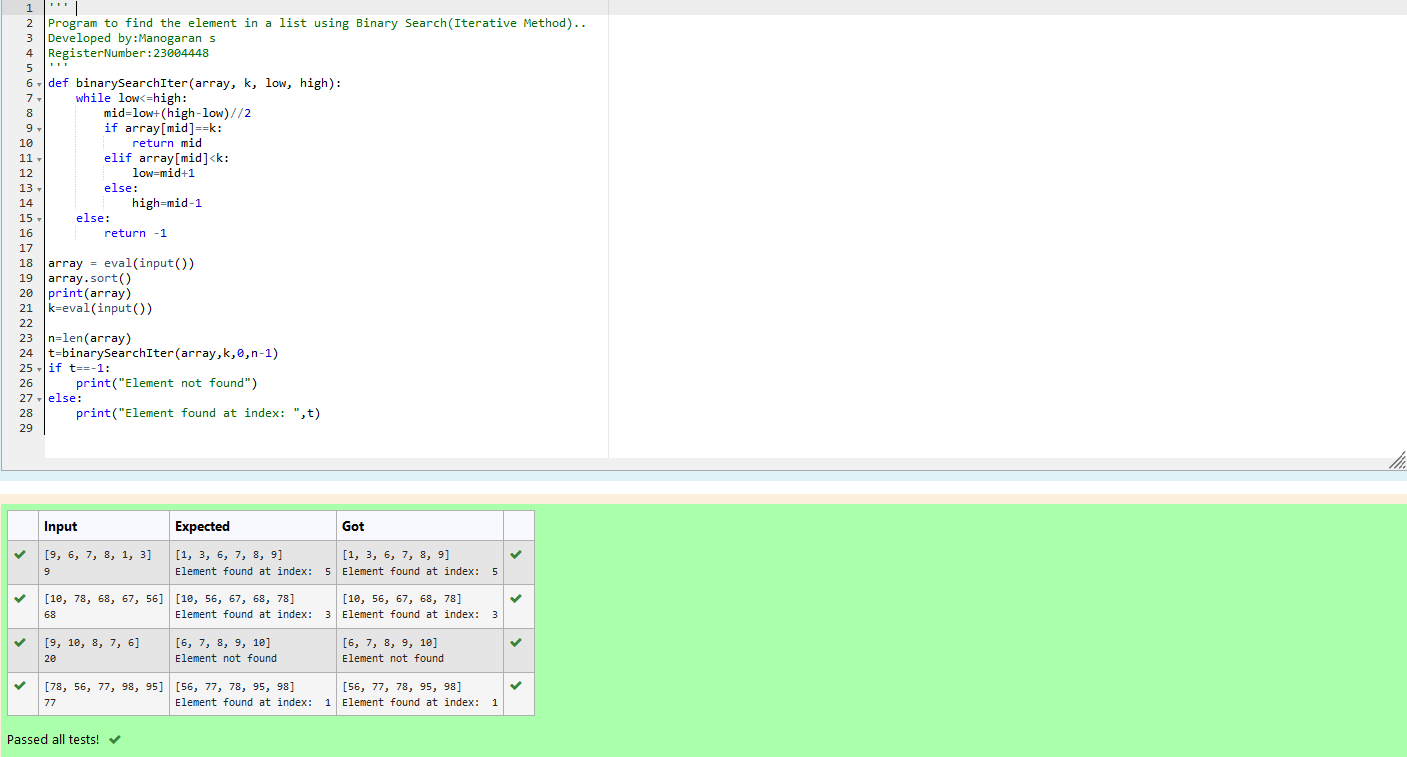 1 '''
2 Program to find the element in a list using Binary Search(Iterative Method)..
3 Developed by:Manogaran s
4 RegisterNumber:23004448
5 '''
6 def binarySearchIter(array, k, low, high):
7     while low<=high:
8         mid=low+(high-low)//2
9         if array[mid]==k:
10             return mid
11         elif array[mid]<k:
12             low=mid+1
13         else:
14             high=mid-1
15     else:
16         return -1
17
18 array = eval(input())
19 array.sort()
20 print(array)
21 k=eval(input())
22
23 n=len(array)
24 t=binarySearchIter(array,k,0,n-1)
25 if t==-1:
26     print("Element not found")
27 else:
28     print("Element found at index: ",t)
29
Input Expected Got
[9, 6, 7, 8, 1, 3] [1, 3, 6, 7, 8, 9] [1, 3, 6, 7, 8, 9]
9 Element found at index:  5 Element found at index:  5
[10, 78, 68, 67, 56] [10, 56, 67, 68, 78] [10, 56, 67, 68, 78]
68 Element found at index:  3 Element found at index:  3
[9, 10, 8, 7, 6] [6, 7, 8, 9, 10] [6, 7, 8, 9, 10]
20 Element not found Element not found
[78, 56, 77, 98, 95] [56, 77, 78, 95, 98] [56, 77, 78, 95, 98]
77 Element found at index:  1 Element found at index:  1
Passed all tests!